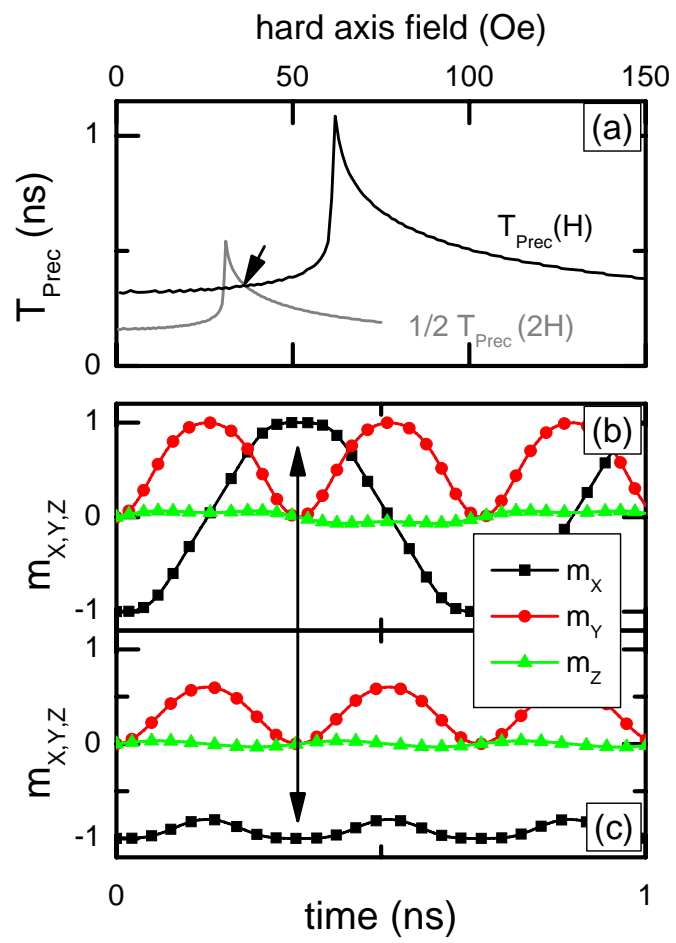 hard axis field (Oe)
0 50 100 150
(a)
1
T_Prec (ns)
T_Prec(H)
1/2 T_Prec (2H)
0
1
(b)
m_X,Y,Z
0
m_X
-1
m_Y
1
m_Z
m_X,Y,Z
0
-1
(c)
0 1
time (ns)